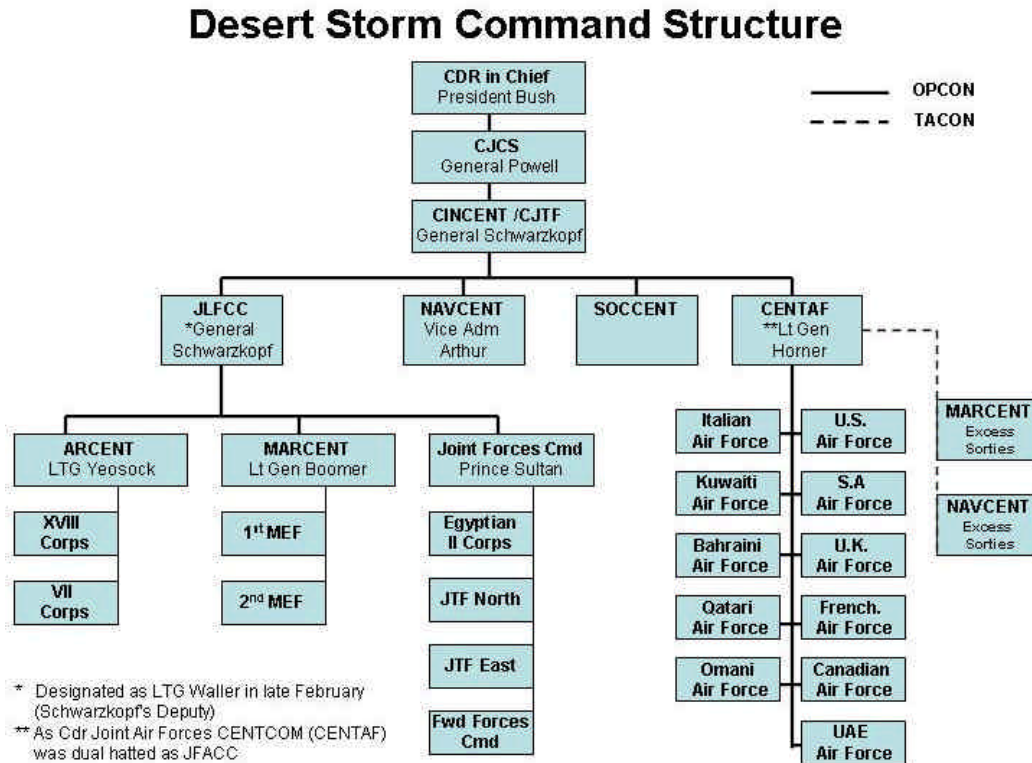 Desert Storm Command Structure
CDR in Chief
President Bush
OPCON
TACON
CJCS
General Powell
CINCENT /CJTF
General Schwarzkopf
JLFCC
*General
Schwarzkopf
NAVCENT
Vice Adm
Arthur
SOCCENT
CENTAF
**Lt Gen
Horner
ARCENT
LTG Yeosock
MARCENT
Lt Gen Boomer
Joint Forces Cmd
Prince Sultan
XVIII
Corps
VII
Corps
1st MEF
2nd MEF
Egyptian
II Corps
JTF North
JTF East
Fwd Forces
Cmd
Italian
Air Force
U.S.
Air Force
Kuwaiti
Air Force
S.A
Air Force
Bahraini
Air Force
U.K.
Air Force
Qatari
Air Force
French.
Air Force
Omani
Air Force
Canadian
Air Force
UAE
Air Force
MARCENT
Excess
Sorties
NAVCENT
Excess
Sorties
* Designated as LTG Waller in late February
(Schwarzkopf's Deputy)
** As Cdr Joint Air Forces CENTCOM (CENTAF)
was dual hatted as JFACC